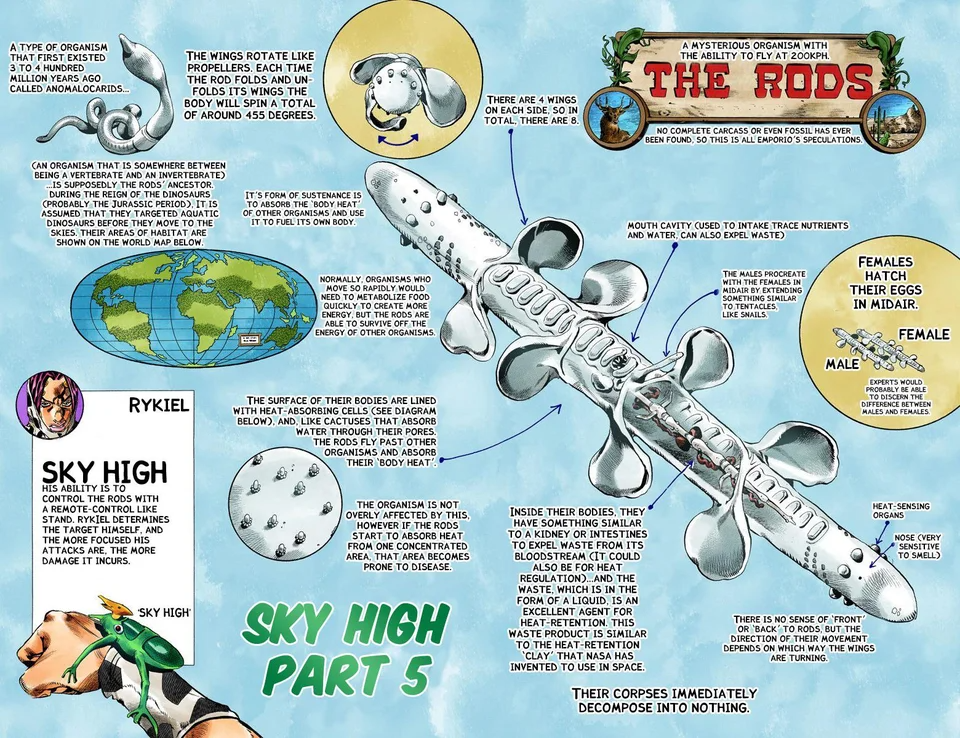 A TYPE OF ORGANISM
THAT FIRST EXISTED
3 TO 4 HUNDRED
MILLION YEARS AGO
CALLED ANOMALOCARIDS...
THE WINGS ROTATE LIKE
PROPELLERS. EACH TIME
THE ROD FOLDS AND UN-
FOLDS ITS WINGS THE
BODY WILL SPIN A TOTAL
OF AROUND 455 DEGREES.
THERE ARE 4 WINGS
ON EACH SIDE, SO IN
TOTAL, THERE ARE 8.
A MYSTERIOUS ORGANISM WITH
THE ABILITY TO FLY AT 200KPH.
THE RODS
NO COMPLETE CARCASS OR EVEN FOSSIL HAS EVER
BEEN FOUND, SO THIS IS ALL EMPORIO'S SPECULATIONS.
(AN ORGANISM THAT IS SOMEWHERE BETWEEN
BEING A VERTEBRATE AND AN INVERTEBRATE)
...IS SUPPOSEDLY THE RODS' ANCESTOR.
DURING THE REIGN OF THE DINOSAURS
(PROBABLY THE JURASSIC PERIOD), IT IS
ASSUMED THAT THEY TARGETED AQUATIC
DINOSAURS BEFORE THEY MOVE TO THE
SKIES. THEIR AREAS OF HABITAT ARE
SHOWN ON THE WORLD MAP BELOW.
IT'S FORM OF SUSTENANCE IS
TO ABSORB THE 'BODY HEAT'
OF OTHER ORGANISMS AND USE
IT TO FUEL ITS OWN BODY.
MOUTH CAVITY (USED TO INTAKE TRACE NUTRIENTS
AND WATER, CAN ALSO EXPEL WASTE)
NORMALLY, ORGANISMS WHO
MOVE SO RAPIDLY WOULD
NEED TO METABOLIZE FOOD
QUICKLY TO CREATE MORE
ENERGY, BUT THE RODS ARE
ABLE TO SURVIVE OFF THE
ENERGY OF OTHER ORGANISMS.
THE MALES PROCREATE
WITH THE FEMALES IN
MIDAIR BY EXTENDING
SOMETHING SIMILAR
TO TENTACLES,
LIKE SNAILS.
FEMALES
HATCH
THEIR EGGS
IN MIDAIR.
FEMALE
MALE
EXPERTS WOULD
PROBABLY BE ABLE
TO DISCERN THE
DIFFERENCE BETWEEN
MALES AND FEMALES.
RYKIEL
SKY HIGH
HIS ABILITY IS TO
CONTROL THE RODS WITH
A REMOTE-CONTROL LIKE
STAND. RYKIEL DETERMINES
THE TARGET HIMSELF, AND
THE MORE FOCUSED HIS
ATTACKS ARE, THE MORE
DAMAGE IT INCURS.
'SKY HIGH'
THE SURFACE OF THEIR BODIES ARE LINED
WITH HEAT-ABSORBING CELLS (SEE DIAGRAM
BELOW), AND, LIKE CACTUSES THAT ABSORB
WATER THROUGH THEIR PORES,
THE RODS FLY PAST OTHER
ORGANISMS AND ABSORB
THEIR 'BODY HEAT'.
THE ORGANISM IS NOT
OVERLY AFFECTED BY THIS,
HOWEVER IF THE RODS
START TO ABSORB HEAT
FROM ONE CONCENTRATED
AREA, THAT AREA BECOMES
PRONE TO DISEASE.
INSIDE THEIR BODIES, THEY
HAVE SOMETHING SIMILAR
TO A KIDNEY OR INTESTINES
TO EXPEL WASTE FROM ITS
BLOODSTREAM (IT COULD
ALSO BE FOR HEAT
REGULATION)...AND THE
WASTE, WHICH IS IN THE
FORM OF A LIQUID, IS AN
EXCELLENT AGENT FOR
HEAT-RETENTION. THIS
WASTE PRODUCT IS SIMILAR
TO THE HEAT-RETENTION
'CLAY' THAT NASA HAS
INVENTED TO USE IN SPACE.
HEAT-SENSING
ORGANS
NOSE (VERY
SENSITIVE
TO SMELL)
THERE IS NO SENSE OF 'FRONT'
OR 'BACK' TO RODS, BUT THE
DIRECTION OF THEIR MOVEMENT
DEPENDS ON WHICH WAY THE WINGS
ARE TURNING.
SKY HIGH
PART 5
THEIR CORPSES IMMEDIATELY
DECOMPOSE INTO NOTHING.